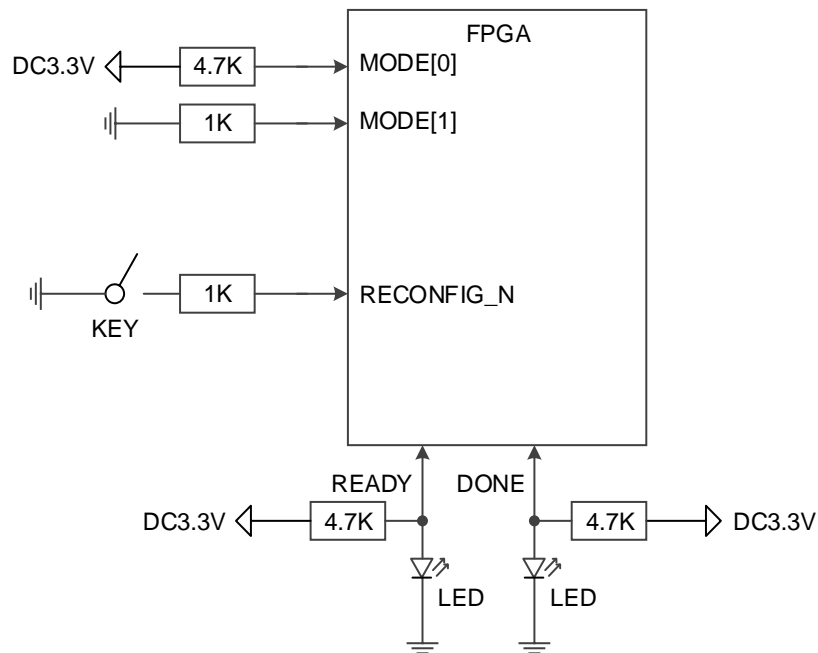 FPGA
DC3.3V
4.7K
MODE[0]
1K
MODE[1]
1K
RECONFIG_N
KEY
READY
DONE
DC3.3V
4.7K
4.7K
DC3.3V
LED
LED